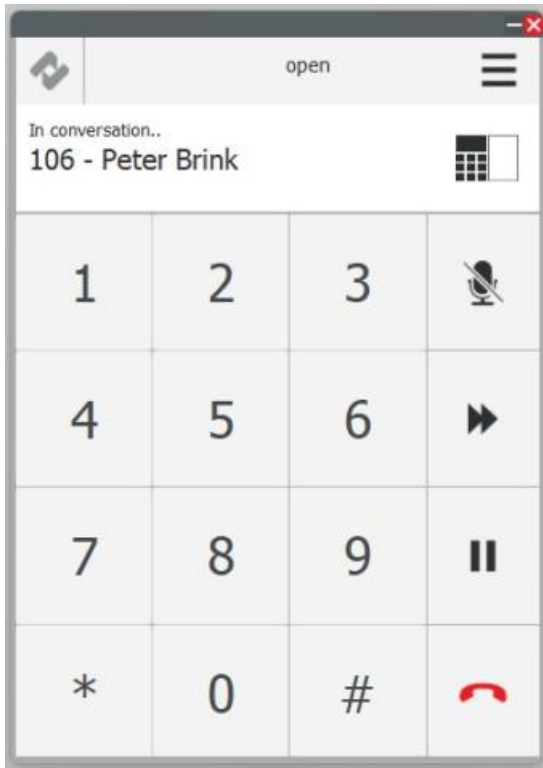 open
In conversation..
106 - Peter Brink
1 2 3
4 5 6
7 8 9
* 0 #